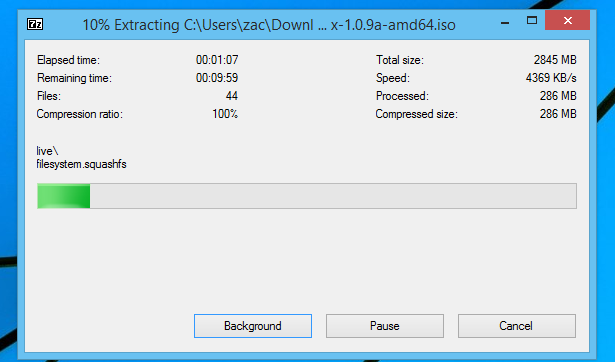 7z 10% Extracting C:\Users\zac\Downl ... x-1.0.9a-amd64.iso
Elapsed time: 00:01:07 Total size: 2845 MB
Remaining time: 00:09:59 Speed: 4369 KB/s
Files: 44 Processed: 286 MB
Compression ratio: 100% Compressed size: 286 MB
live\
filesystem.squashfs
Background Pause Cancel